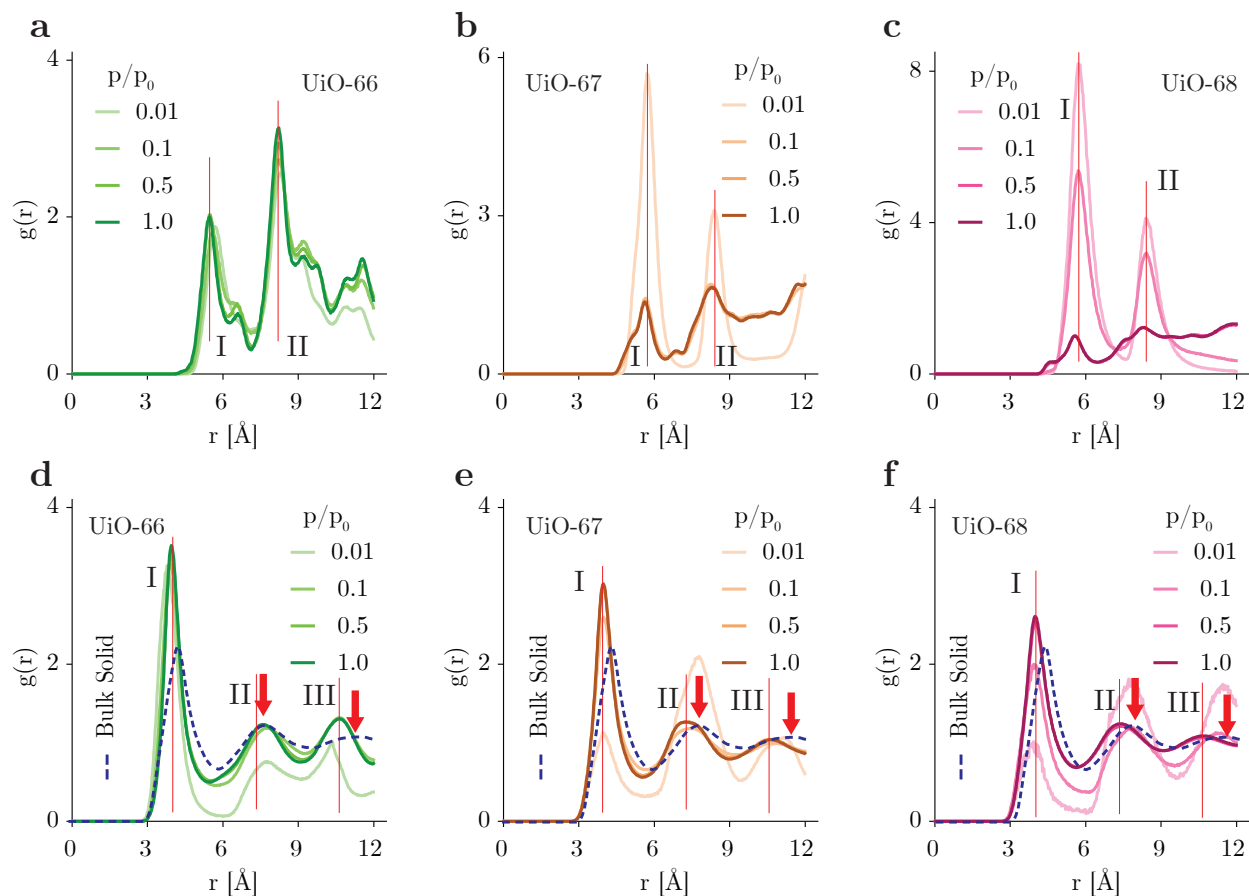 a
4
2
0
g(r)
p/p0
0.01
0.1
0.5
1.0
UiO-66
I
II
0 3 6 9 12
r [Å]
b
6
3
0
g(r)
UiO-67
p/p0
0.01
0.1
0.5
1.0
I
II
0 3 6 9 12
r [Å]
c
8
4
0
g(r)
p/p0
0.01
0.1
0.5
1.0
I
UiO-68
II
0 3 6 9 12
r [Å]
d
4
2
0
g(r)
UiO-66
p/p0
0.01
0.1
0.5
1.0
I
II
III
Bulk Solid
0 3 6 9 12
r [Å]
e
4
2
0
g(r)
UiO-67
p/p0
0.01
0.1
0.5
1.0
I
II
III
Bulk Solid
0 3 6 9 12
r [Å]
f
4
2
0
g(r)
UiO-68
p/p0
0.01
0.1
0.5
1.0
I
II
III
Bulk Solid
0 3 6 9 12
r [Å]